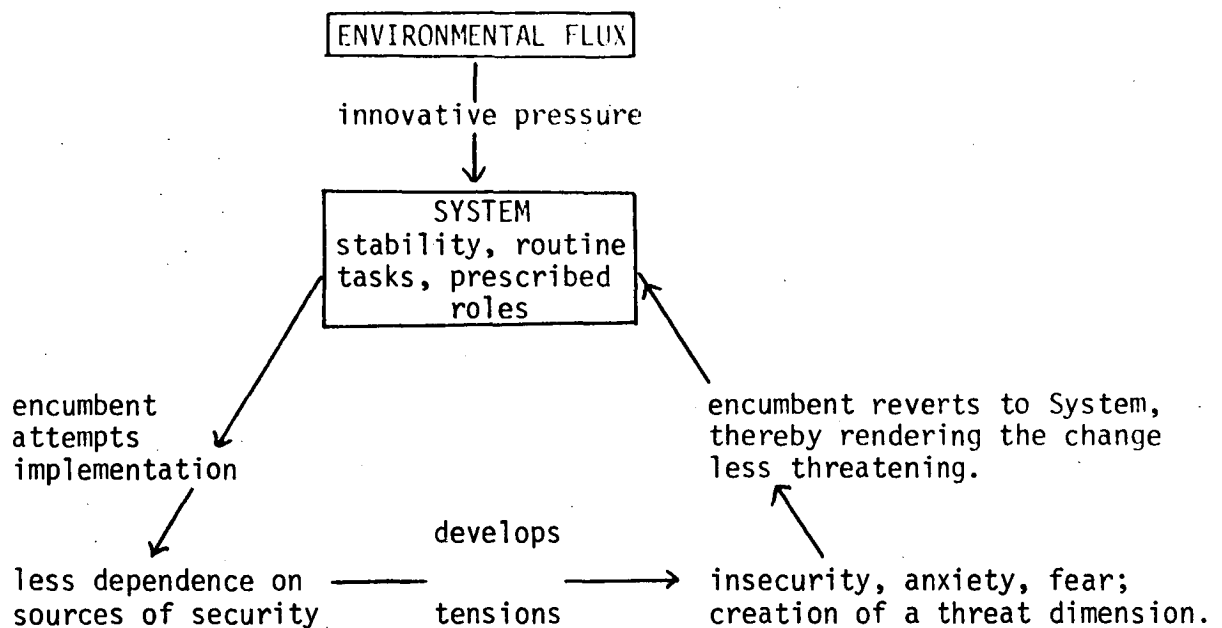 ENVIRONMENTAL FLUX
innovative pressure
SYSTEM
stability, routine
tasks, prescribed
roles
encumbent
attempts
implementation
encumbent reverts to System,
thereby rendering the change
less threatening.
less dependence on
sources of security
develops
tensions
insecurity, anxiety, fear;
creation of a threat dimension.